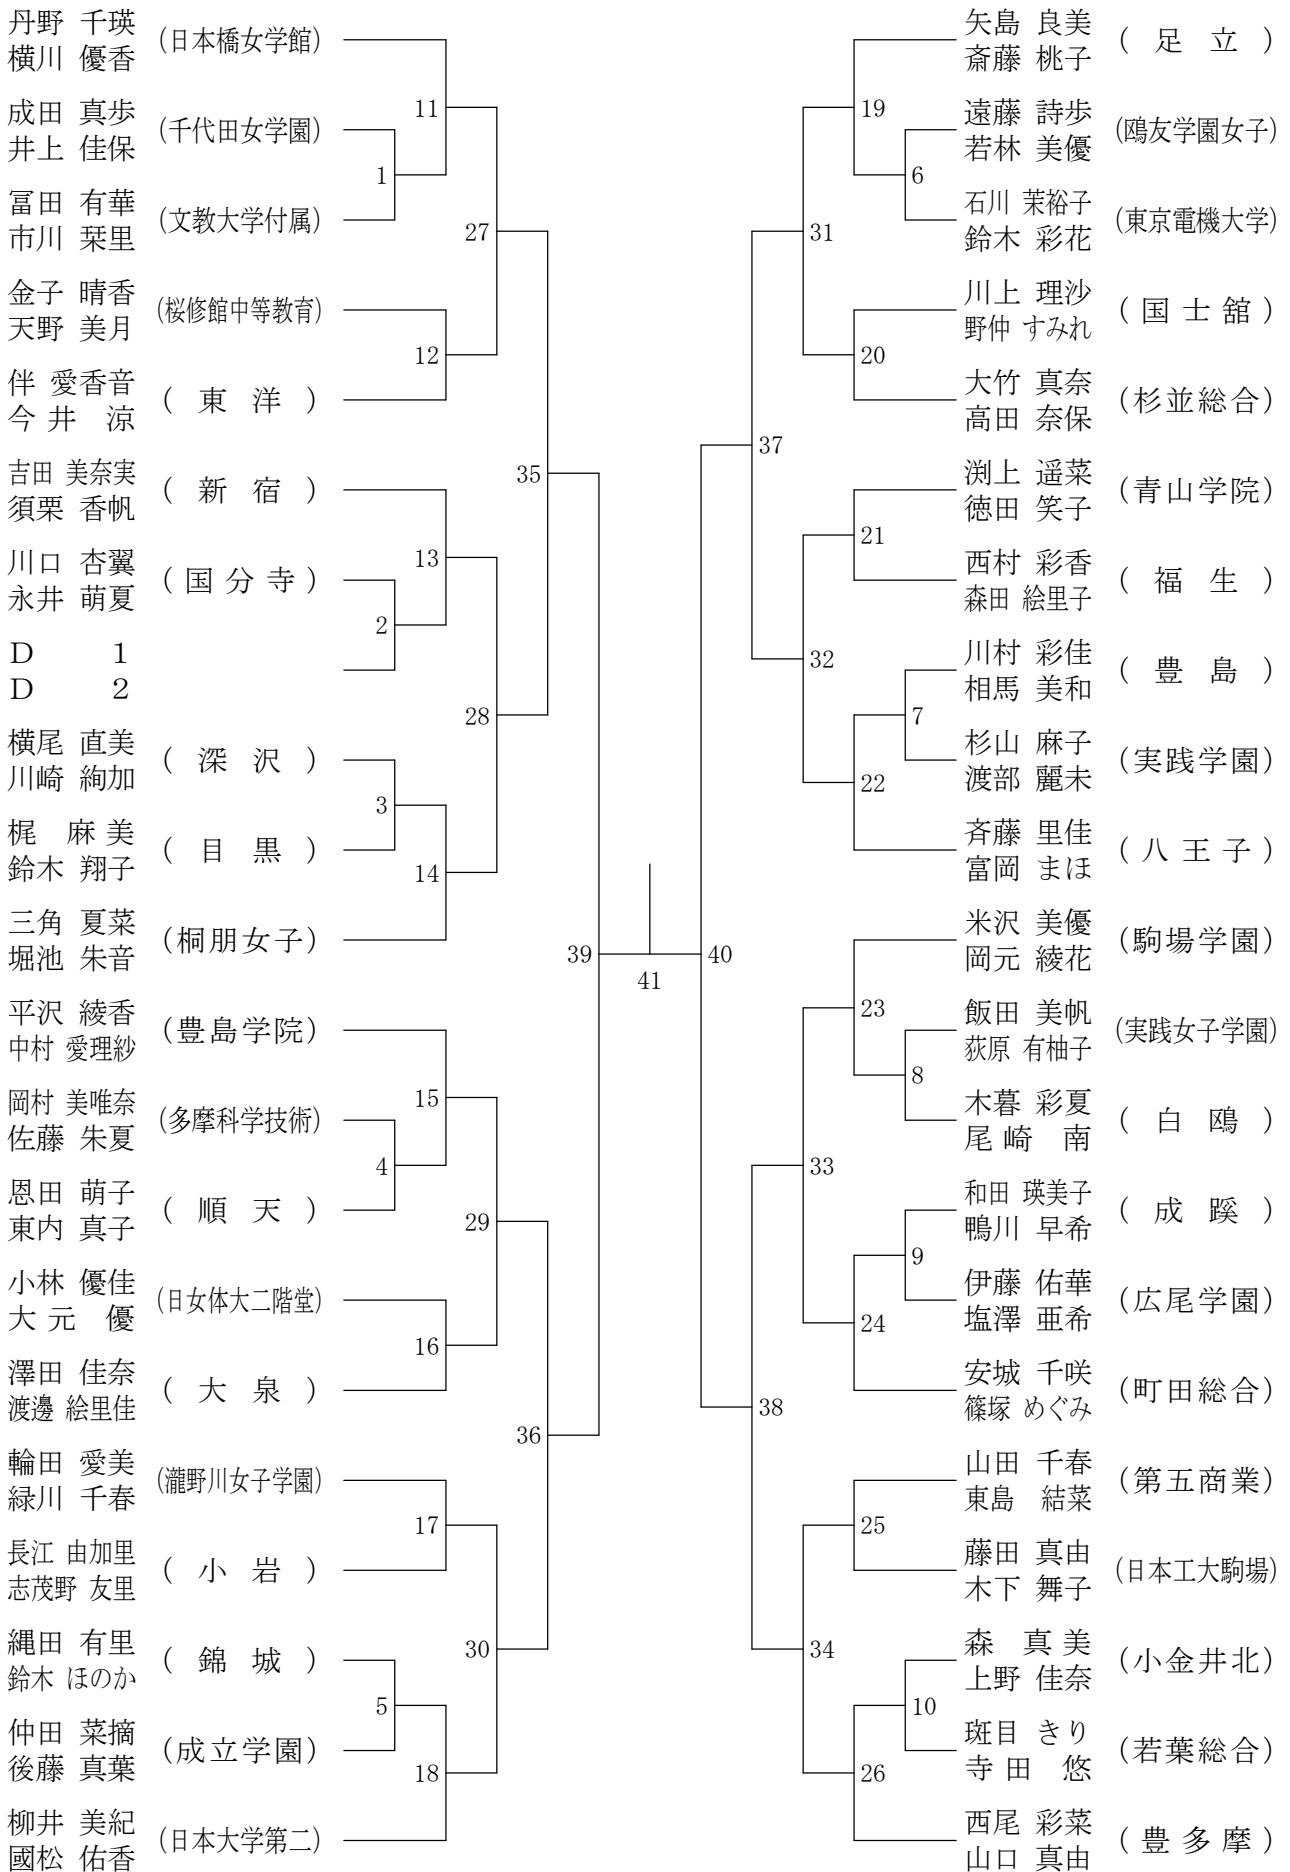 丹野 千瑛
横川 優香
(日本橋女学館)
成田 真歩
井上 佳保
(千代田女学園)
冨田 有華
市川 栞里
(文教大学付属)
金子 晴香
天野 美月
(桜修館中等教育)
伴 愛香音
今井 涼
(東洋)
吉田 美奈実
須栗 香帆
(新宿)
川口 杏翼
永井 萌夏
(国分寺)
D 1
D 2
横尾 直美
川崎 絢加
(深沢)
梶 麻美
鈴木 翔子
(目黒)
三角 夏菜
堀池 朱音
(桐朋女子)
平沢 綾香
中村 愛理紗
(豊島学院)
岡村 美唯奈
佐藤 朱夏
(多摩科学技術)
恩田 萌子
東内 真子
(順天)
小林 優佳
大元 優
(日女体大二階堂)
澤田 佳奈
渡邊 絵里佳
(大泉)
輪田 愛美
緑川 千春
(瀧野川女子学園)
長江 由加里
志茂野 友里
(小岩)
縄田 有里
鈴木 ほのか
(錦城)
仲田 菜摘
後藤 真葉
(成立学園)
柳井 美紀
國松 佑香
(日本大学第二)
11
1
27
12
35
13
2
28
3
14
39
15
4
29
16
36
17
30
5
18
41
40
19
6
31
20
37
21
32
7
22
23
8
33
9
24
38
25
34
10
26
矢島 良美
斎藤 桃子
(足立)
遠藤 詩歩
若林 美優
(鴎友学園女子)
石川 茉裕子
鈴木 彩花
(東京電機大学)
川上 理沙
野仲 すみれ
(国士舘)
大竹 真奈
高田 奈保
(杉並総合)
渕上 遥菜
徳田 笑子
(青山学院)
西村 彩香
森田 絵里子
(福生)
川村 彩佳
相馬 美和
(豊島)
杉山 麻子
渡部 麗未
(実践学園)
斉藤 里佳
富岡 まほ
(八王子)
米沢 美優
岡元 綾花
(駒場学園)
飯田 美帆
荻原 有柚子
(実践女子学園)
木暮 彩夏
尾崎 南
(白鴎)
和田 瑛美子
鴨川 早希
(成蹊)
伊藤 佑華
塩澤 亜希
(広尾学園)
安城 千咲
篠塚 めぐみ
(町田総合)
山田 千春
東島 結菜
(第五商業)
藤田 真由
木下 舞子
(日本工大駒場)
森 真美
上野 佳奈
(小金井北)
斑目 きり
寺田 悠
(若葉総合)
西尾 彩菜
山口 真由
(豊多摩)